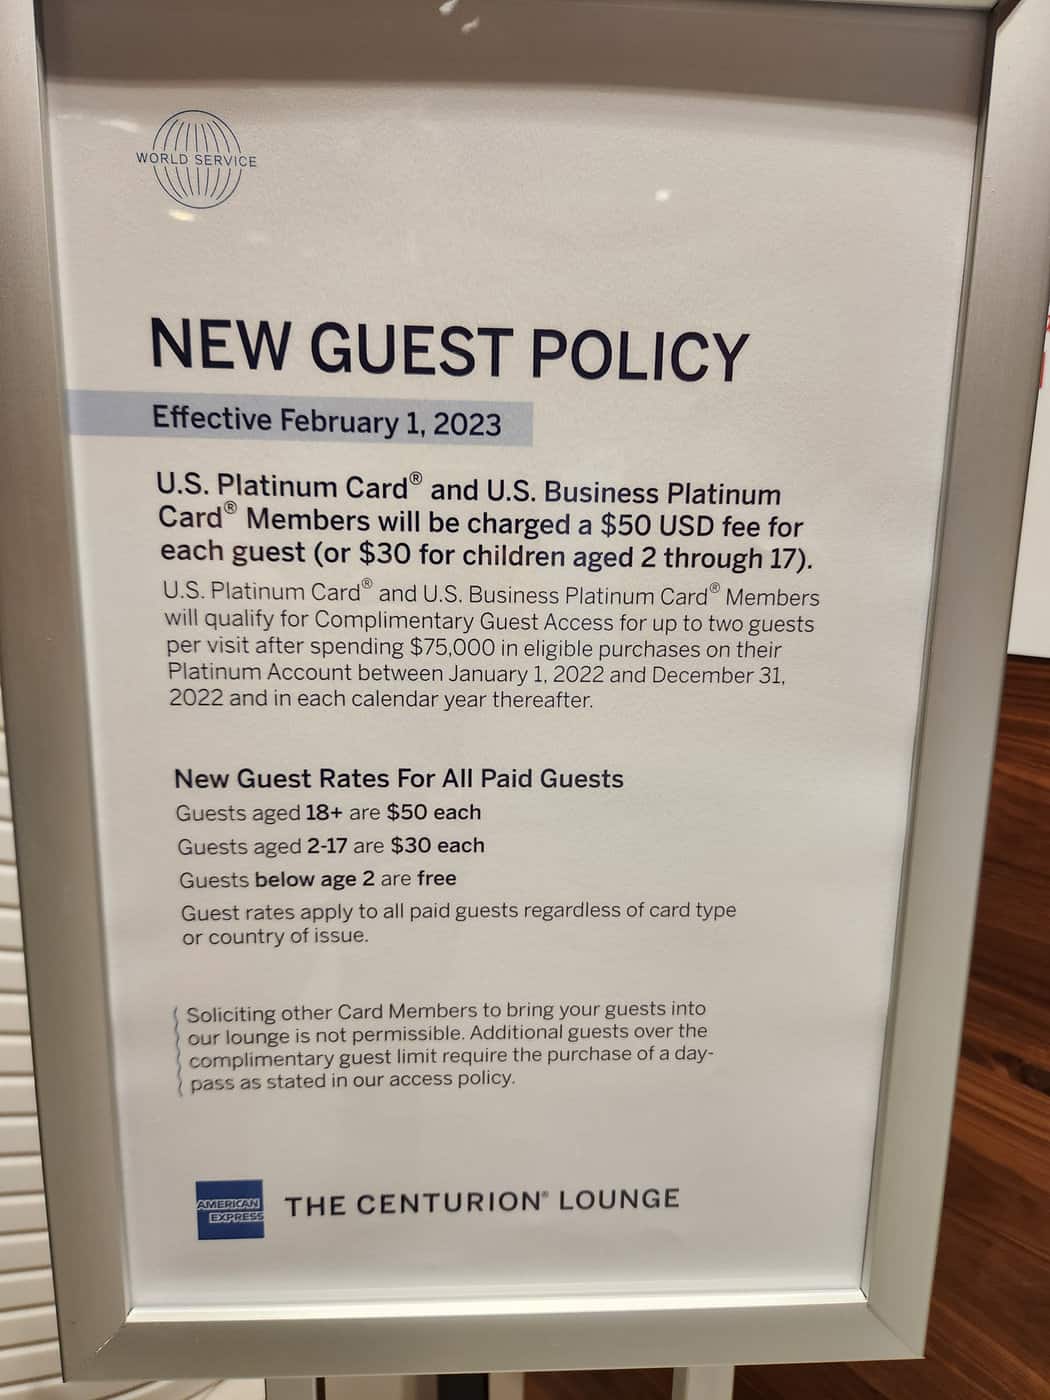 WORLD SERVICE
NEW GUEST POLICY
Effective February 1, 2023
U.S. Platinum Card® and U.S. Business Platinum
Card® Members will be charged a $50 USD fee for
each guest (or $30 for children aged 2 through 17).
U.S. Platinum Card® and U.S. Business Platinum Card® Members
will qualify for Complimentary Guest Access for up to two guests
per visit after spending $75,000 in eligible purchases on their
Platinum Account between January 1, 2022 and December 31,
2022 and in each calendar year thereafter.
New Guest Rates For All Paid Guests
Guests aged 18+ are $50 each
Guests aged 2-17 are $30 each
Guests below age 2 are free
Guest rates apply to all paid guests regardless of card type
or country of issue.
Soliciting other Card Members to bring your guests into
our lounge is not permissible. Additional guests over the
complimentary guest limit require the purchase of a day-
pass as stated in our access policy.
AMERICAN
EXPRESS
THE CENTURION® LOUNGE